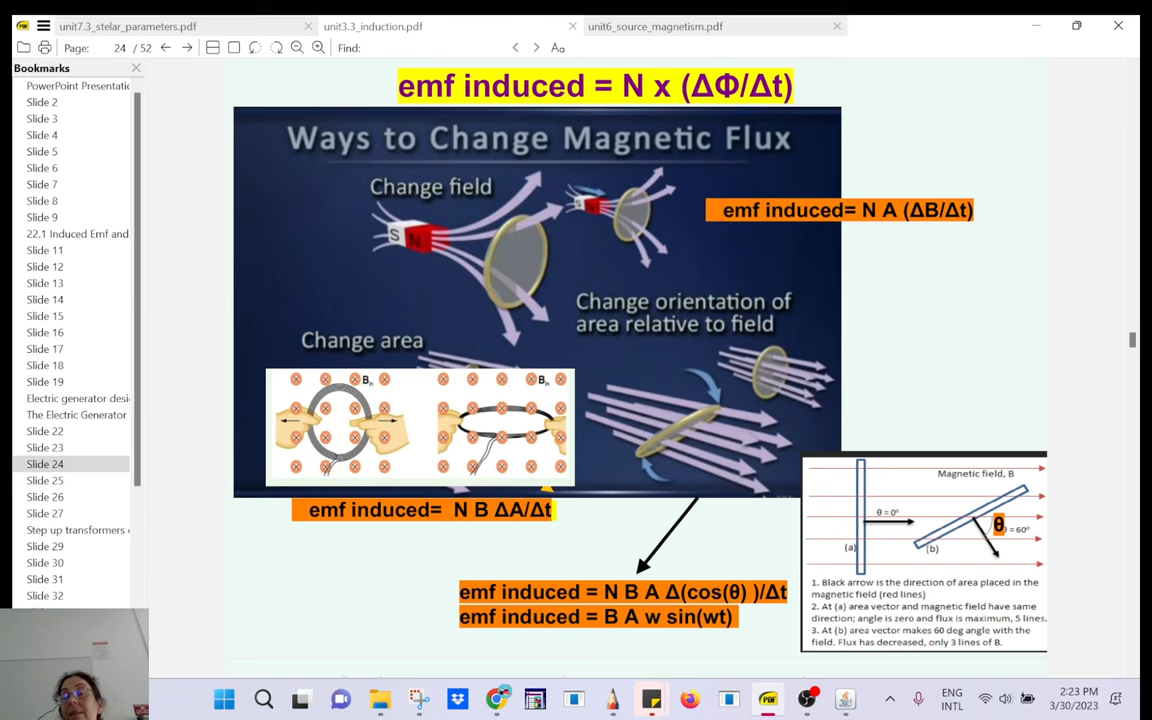 unit7.3_stelar_parameters.pdf
unit3.3_induction.pdf
unit6_source_magnetism.pdf
Page: 24 / 52
Find:
Aa
Bookmarks
PowerPoint Presentatio
Slide 2
Slide 3
Slide 4
Slide 5
Slide 6
Slide 7
Slide 8
Slide 9
22.1 Induced Emf and
Slide 11
Slide 12
Slide 13
Slide 14
Slide 15
Slide 16
Slide 17
Slide 18
Slide 19
Electric generator desi
The Electric Generator
Slide 22
Slide 23
Slide 24
Slide 25
Slide 26
Slide 27
Step up transformers
Slide 29
Slide 30
Slide 31
Slide 32
emf induced = N x (ΔΦ/Δt)
Ways to Change Magnetic Flux
Change field
S N
S N
emf induced= N A (ΔB/Δt)
Change orientation of
area relative to field
Change area
Bin
Bin
emf induced= N B ΔA/Δt
emf induced = N B A Δ(cos(θ) )/Δt
emf induced = B A w sin(wt)
Magnetic field, B
θ = 0º
θ = 60º
(a)
(b)
1. Black arrow is the direction of area placed in the
magnetic field (red lines)
2. At (a) area vector and magnetic field have same
direction; angle is zero and flux is maximum, 5 lines.
3. At (b) area vector makes 60 deg angle with the
field. Flux has decreased, only 3 lines of B.
ENG
INTL
2:23 PM
3/30/2023